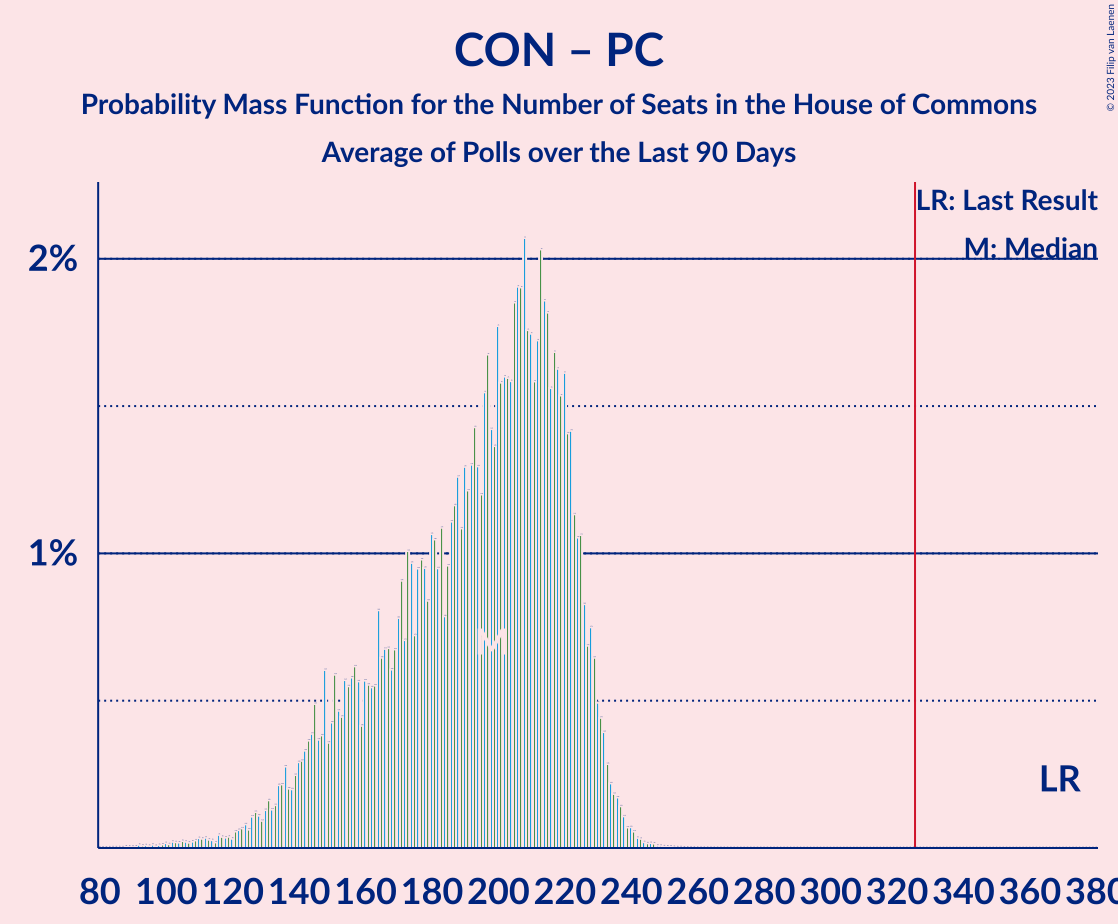 CON – PC
Probability Mass Function for the Number of Seats in the House of Commons
Average of Polls over the Last 90 Days
© 2023 Filip van Laenen
LR: Last Result
M: Median
2%
1%
M
LR
80 100 120 140 160 180 200 220 240 260 280 300 320 340 360 380